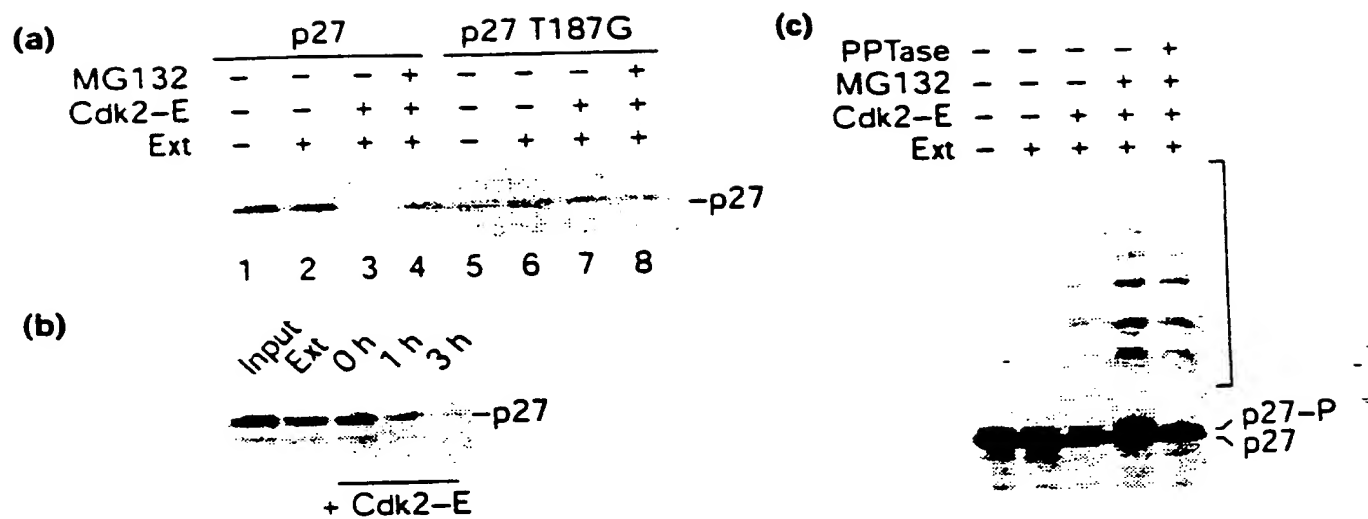 (a)
p27 p27 T187G
MG132 − − − + − − − +
Cdk2−E − − + + − − + +
Ext − + + + − + + +
−p27
1 2 3 4 5 6 7 8
(b)
Input Ext 0 h 1 h 3 h
−p27
+ Cdk2−E
(c)
PPTase − − − − +
MG132 − − − + +
Cdk2−E − − + + +
Ext − + + + +
p27−P
p27